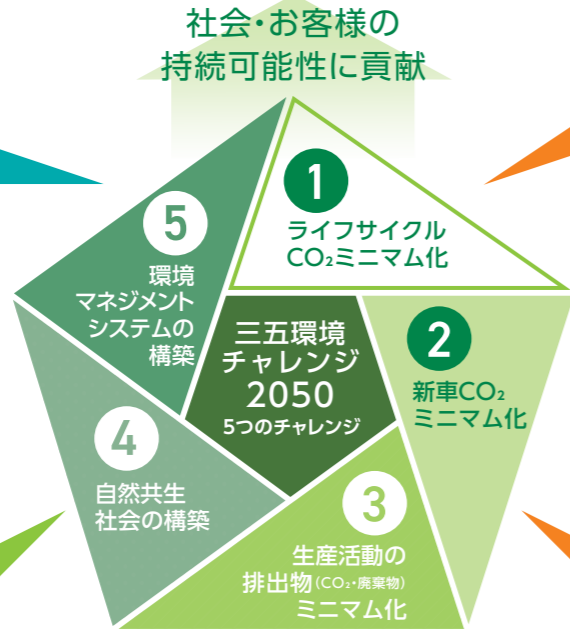 社会・お客様の
持続可能性に貢献
1
ライフサイクル
CO₂ミニマム化
2
新車CO₂
ミニマム化
3
生産活動の
排出物(CO₂・廃棄物)
ミニマム化
4
自然共生
社会の構築
5
環境
マネジメント
システムの
構築
三五環境
チャレンジ
2050
5つのチャレンジ